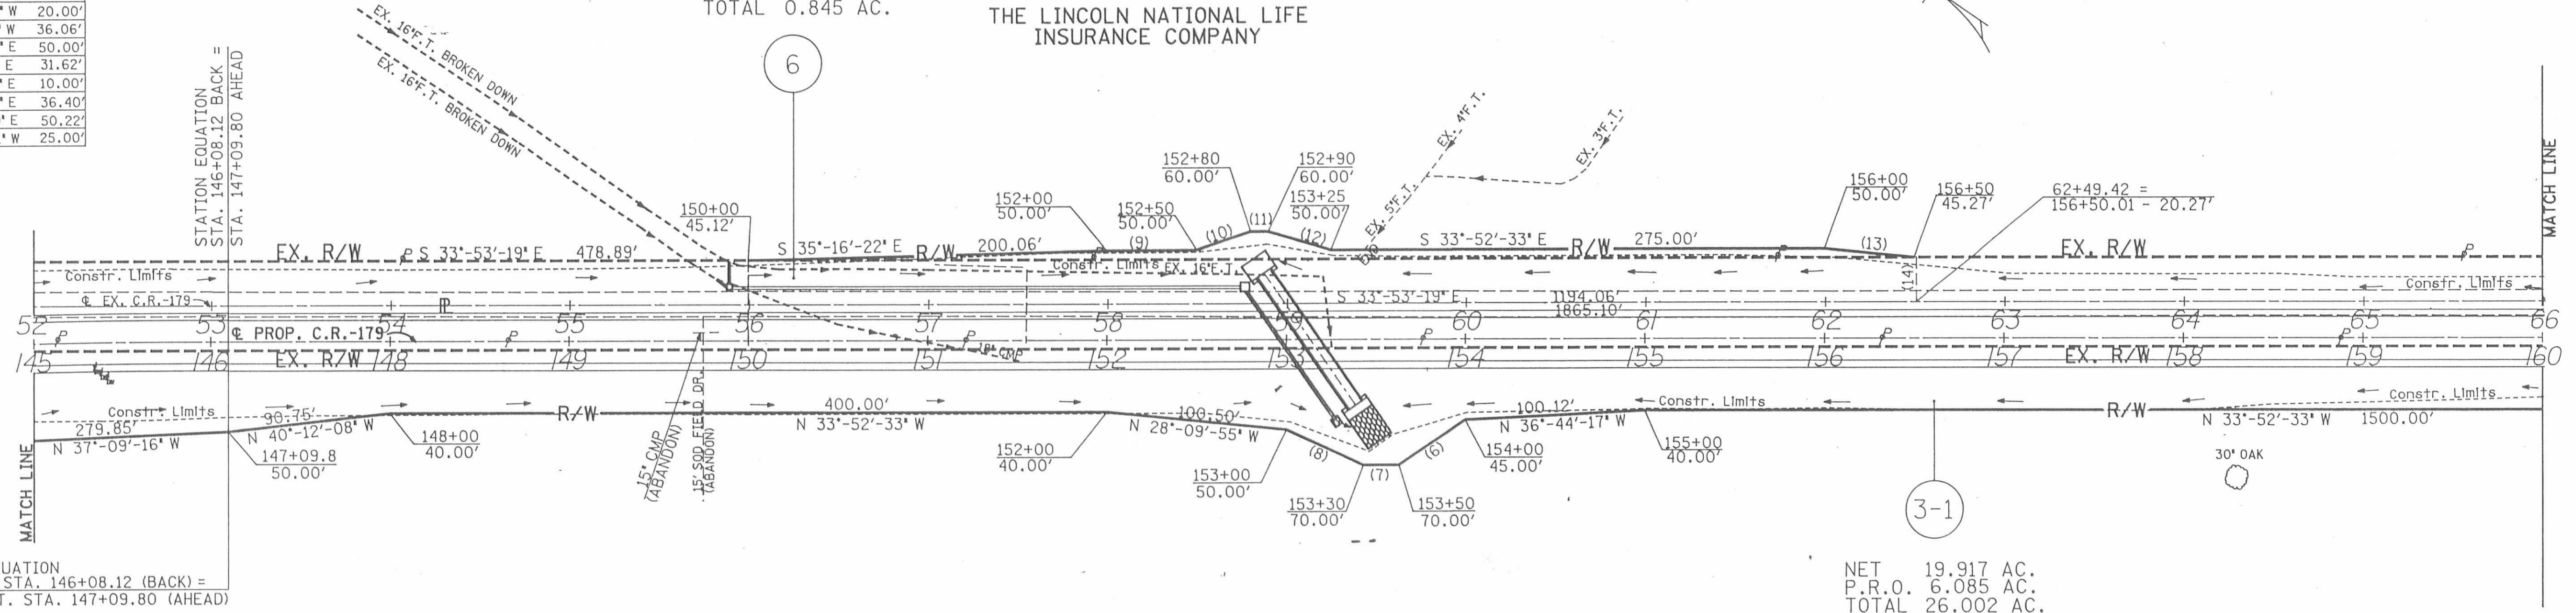 W 20.00'
W 36.06'
E 50.00'
E 31.62'
E 10.00'
E 36.40'
E 50.22'
W 25.00'
TOTAL 0.845 AC.
THE LINCOLN NATIONAL LIFE
INSURANCE COMPANY
6
EX. 16"F.T. BROKEN DOWN
EX. 16"F.T. BROKEN DOWN
STATION EQUATION
STA. 146+08.12 BACK =
STA. 147+09.80 AHEAD
EX. 4"F.T.
EX. 3"F.T.
EX. 5"F.T.
MATCH LINE
150+00
45.12'
152+00
50.00'
152+50
50.00'
152+80
60.00'
152+90
60.00'
153+25
50.00'
156+00
50.00'
156+50
45.27'
62+49.42 =
156+50.01 - 20.27'
(9)
(10)
(11)
(12)
(13)
(14)
EX. R/W
S 33°-53'-19" E 478.89'
S 35°-16'-22" E
R/W
200.06'
S 33°-52'-33" E
R/W
275.00'
EX. R/W
Constr. Limits
Constr. Limits
EX. 16"F.T.
Constr. Limits
℄ EX. C.R.-179
S 33°-53'-19" E
1194.06'
1865.10'
52 53 54 55 56 57 58 59 60 61 62 63 64 65 66
℄ PROP. C.R.-179
18" CMP
145 146 148 149 150 151 152 153 154 155 156 157 158 159 160
EX. R/W
EX. R/W
Constr. Limits
279.85'
N 37°-09'-16" W
90.75'
N 40°-12'-08" W
147+09.8
50.00'
148+00
40.00'
R/W
15" CMP
(ABANDON)
15' SOD FIELD DR.
(ABANDON)
400.00'
N 33°-52'-33" W
152+00
40.00'
100.50'
N 28°-09'-55" W
153+00
50.00'
(8)
(7)
(6)
153+30
70.00'
153+50
70.00'
100.12'
N 36°-44'-17" W
154+00
45.00'
155+00
40.00'
Constr. Limits
Constr. Limits
R/W
N 33°-52'-33" W 1500.00'
30" OAK
3-1
MATCH LINE
UATION
STA. 146+08.12 (BACK) =
T. STA. 147+09.80 (AHEAD)
NET 19.917 AC.
P.R.O. 6.085 AC.
TOTAL 26.002 AC.